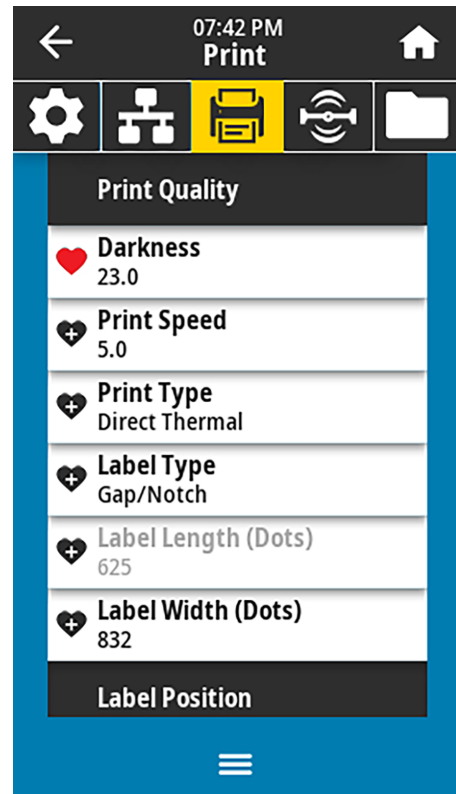 07:42 PM
Print
Print Quality
Darkness
23.0
Print Speed
5.0
Print Type
Direct Thermal
Label Type
Gap/Notch
Label Length (Dots)
625
Label Width (Dots)
832
Label Position